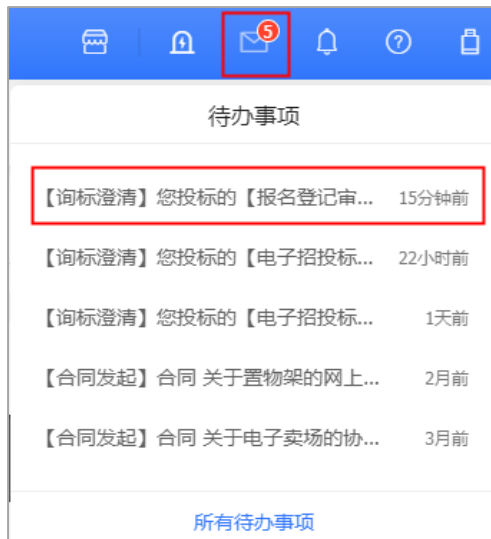 5
待办事项
【询标澄清】您投标的【报名登记审... 15分钟前
【询标澄清】您投标的【电子招投标... 22小时前
【询标澄清】您投标的【电子招投标... 1天前
【合同发起】合同 关于置物架的网上... 2月前
【合同发起】合同 关于电子卖场的协... 3月前
所有待办事项